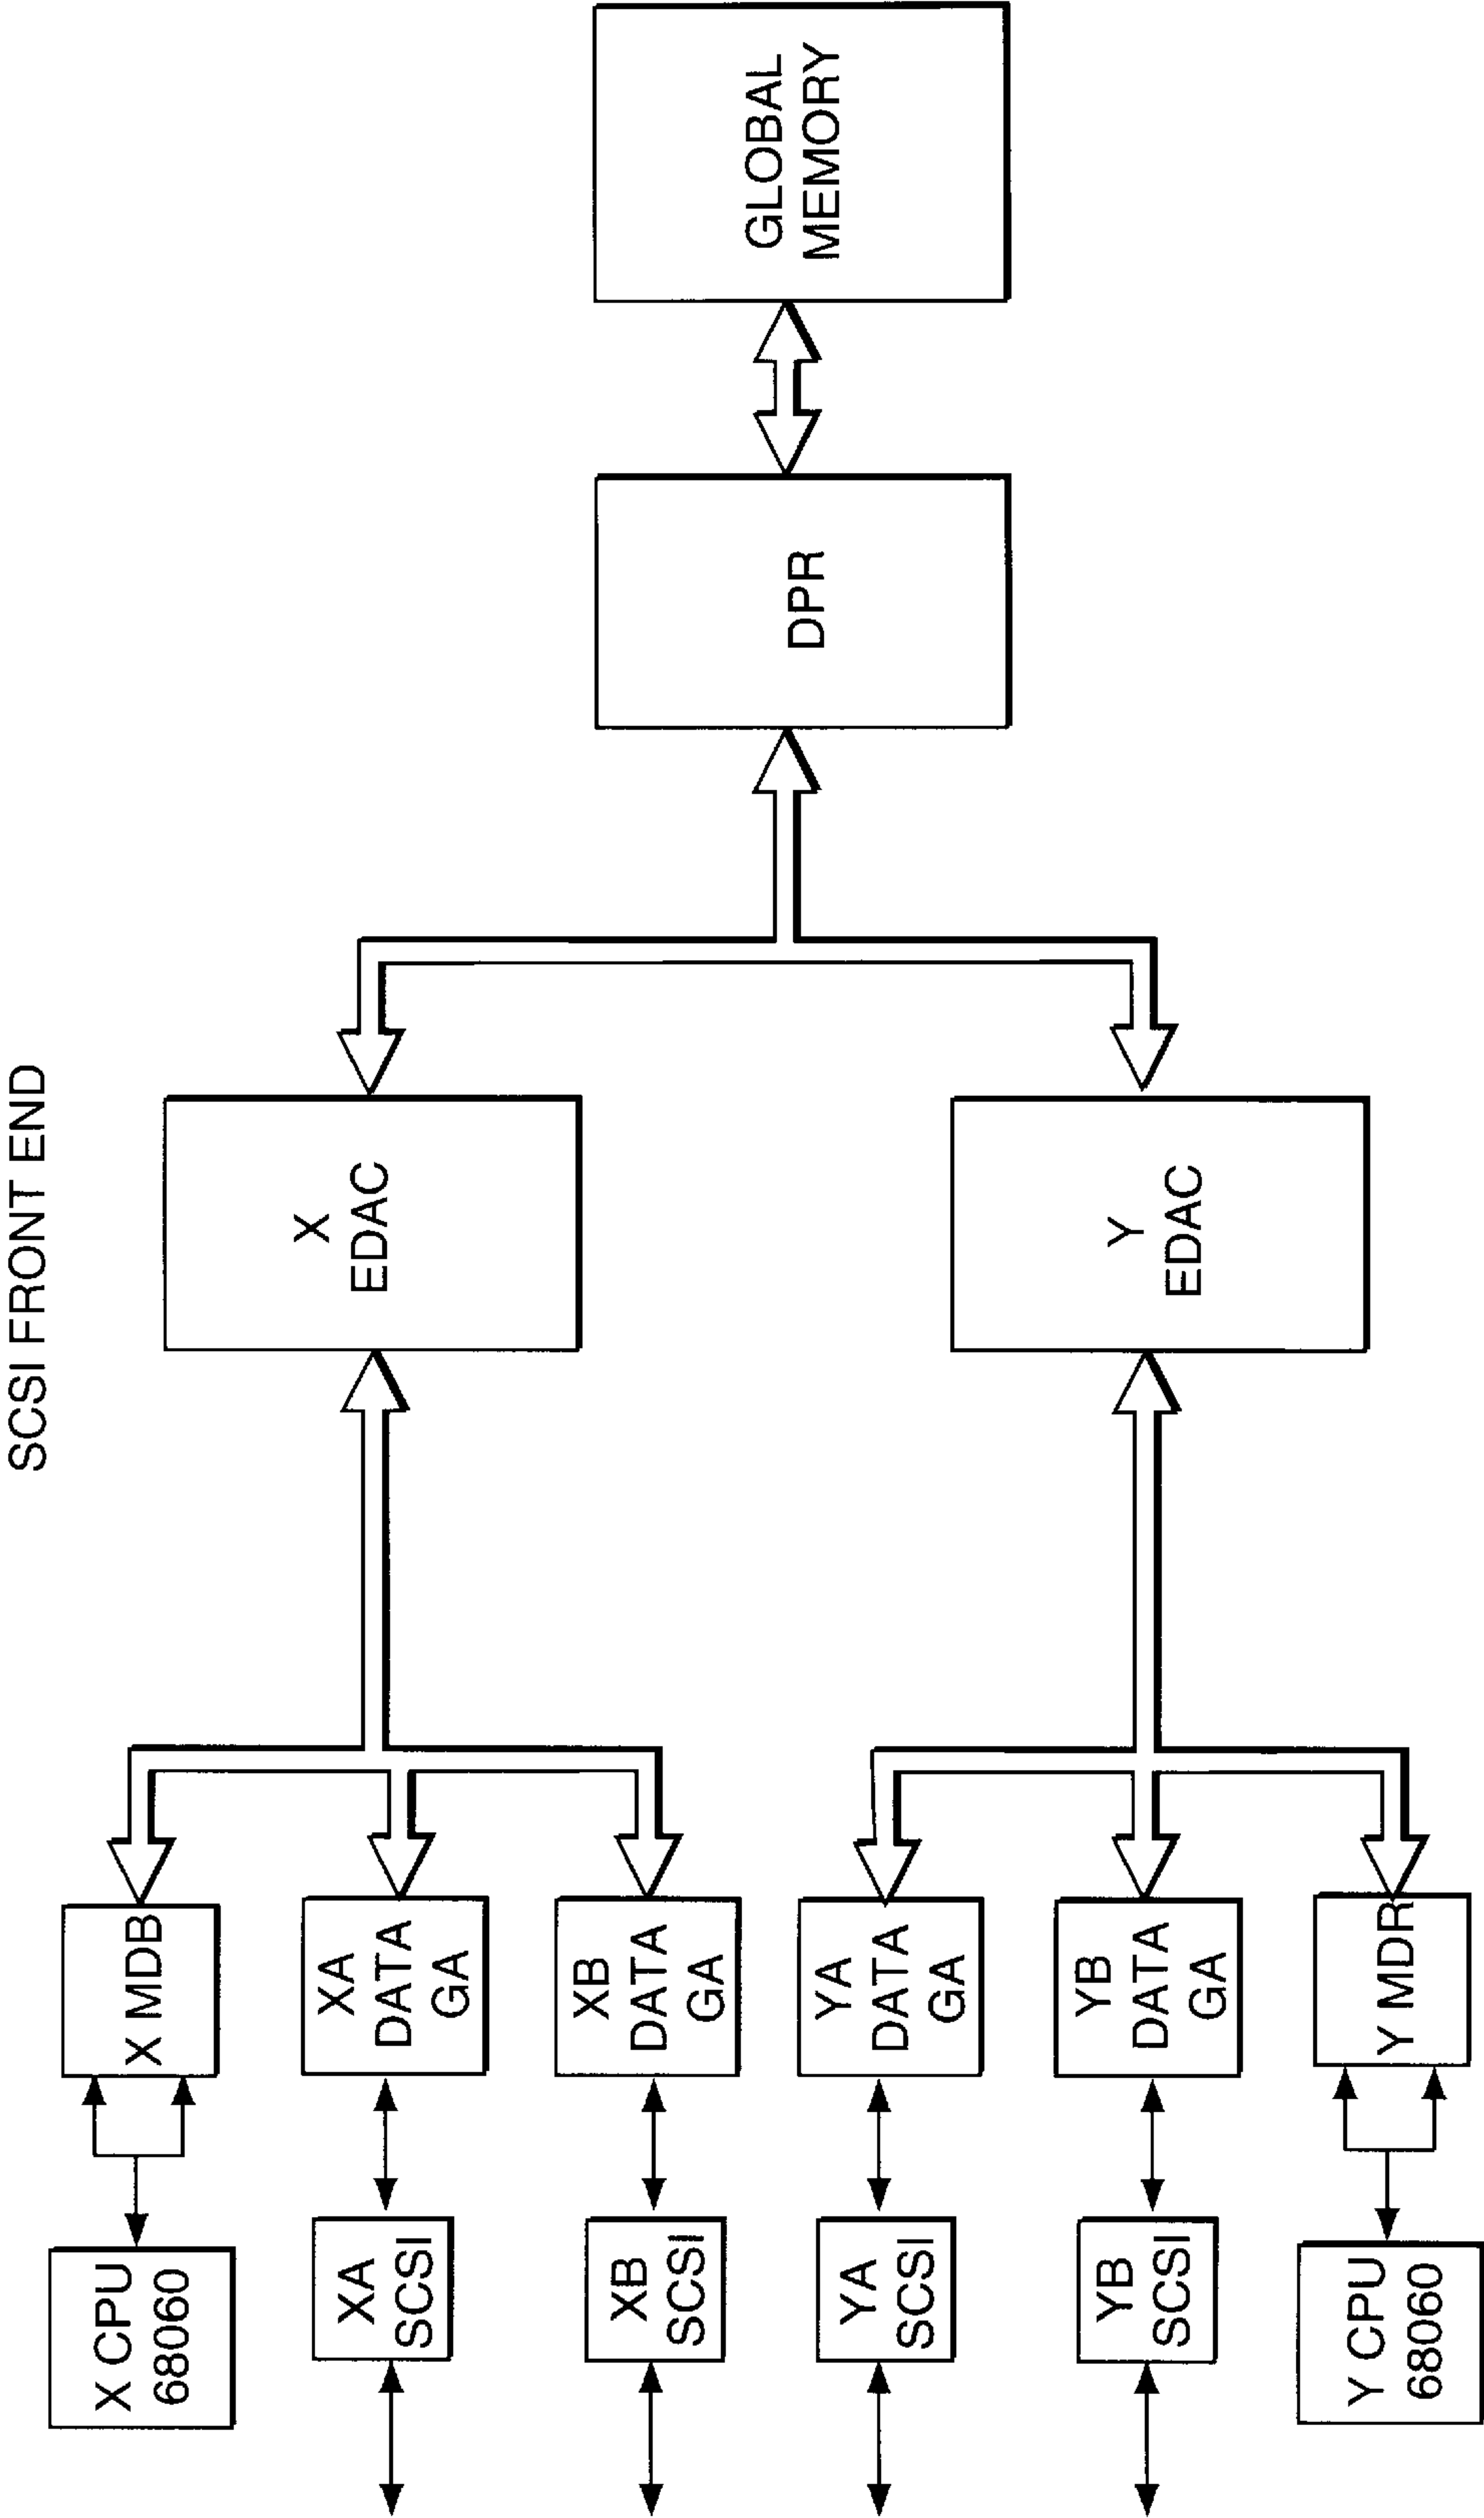 SCSI FRONT END
X CPU
68060
X MDB
XA
SCSI
XA
DATA
GA
X
EDAC
XB
SCSI
XB
DATA
GA
DPR
GLOBAL
MEMORY
YA
SCSI
YA
DATA
GA
YB
SCSI
YB
DATA
GA
Y
EDAC
Y CPU
68060
Y MDR